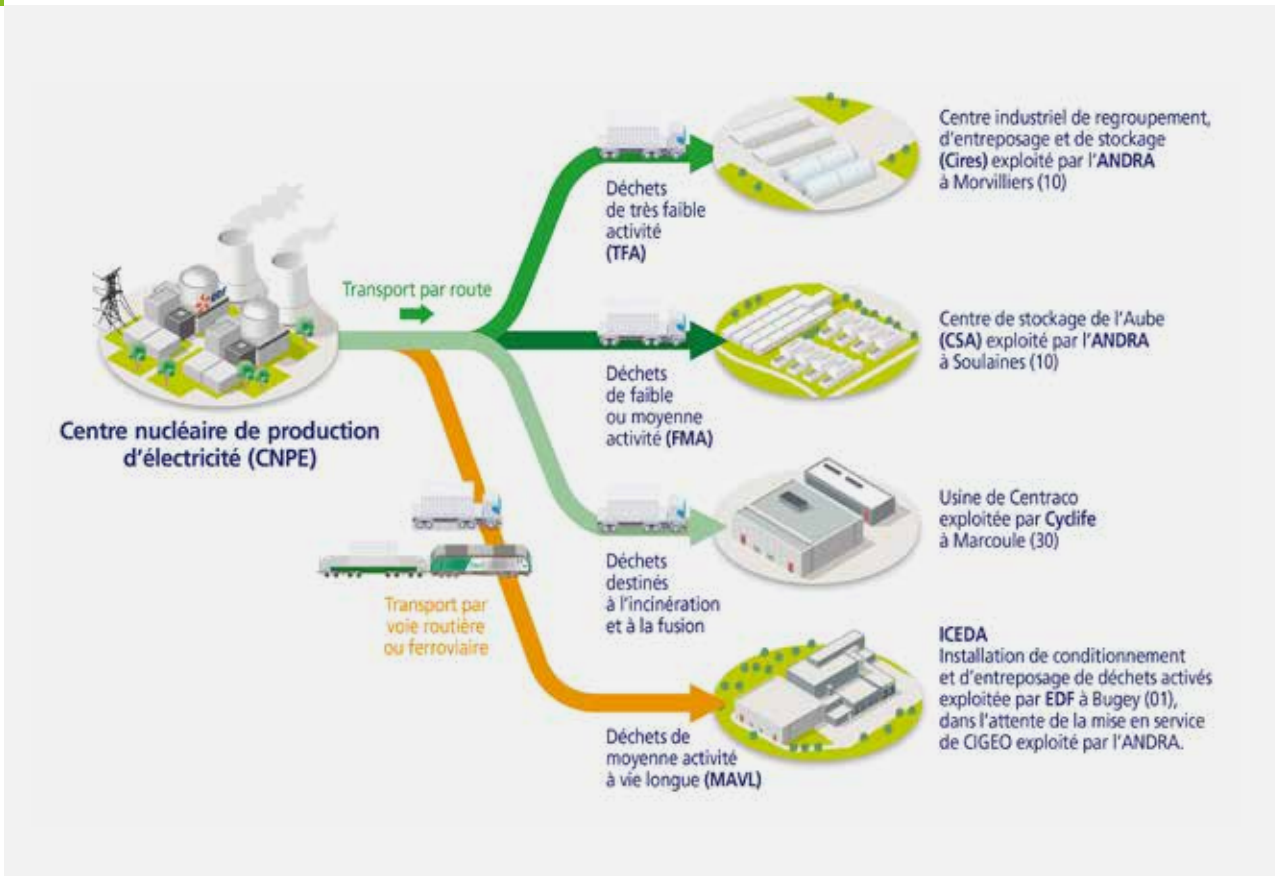 Centre nucléaire de production
d'électricité (CNPE)
EDF
Transport par route
Déchets
de très faible
activité
(TFA)
Centre industriel de regroupement,
d'entreposage et de stockage
(Cires) exploité par l'ANDRA
à Morvilliers (10)
Déchets
de faible
ou moyenne
activité (FMA)
Centre de stockage de l'Aube
(CSA) exploité par l'ANDRA
à Soulaines (10)
Déchets
destinés
à l'incinération
et à la fusion
Usine de Centraco
exploitée par Cyclife
à Marcoule (30)
Transport par
voie routière
ou ferroviaire
Déchets de
moyenne activité
à vie longue (MAVL)
ICEDA
Installation de conditionnement
et d'entreposage de déchets activés
exploitée par EDF à Bugey (01),
dans l'attente de la mise en service
de CIGEO exploité par l'ANDRA.